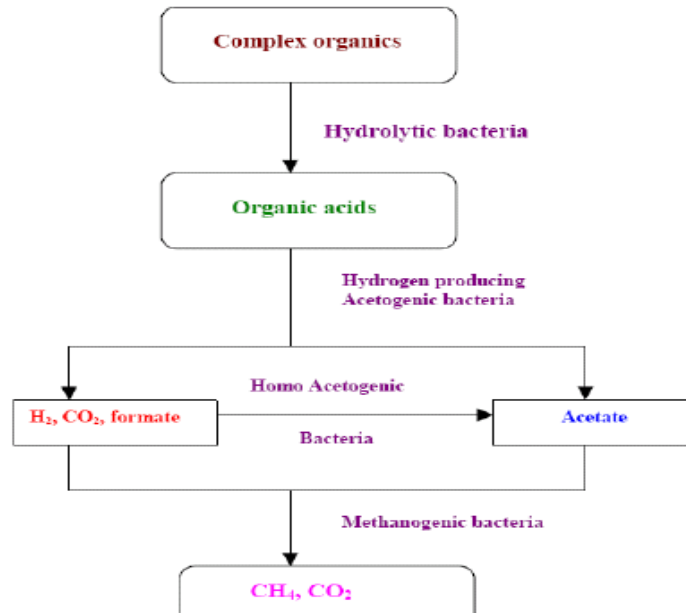 Complex organics
Hydrolytic bacteria
Organic acids
Hydrogen producing
Acetogenic bacteria
Homo Acetogenic
H₂, CO₂, formate
Acetate
Bacteria
Methanogenic bacteria
CH₄, CO₂